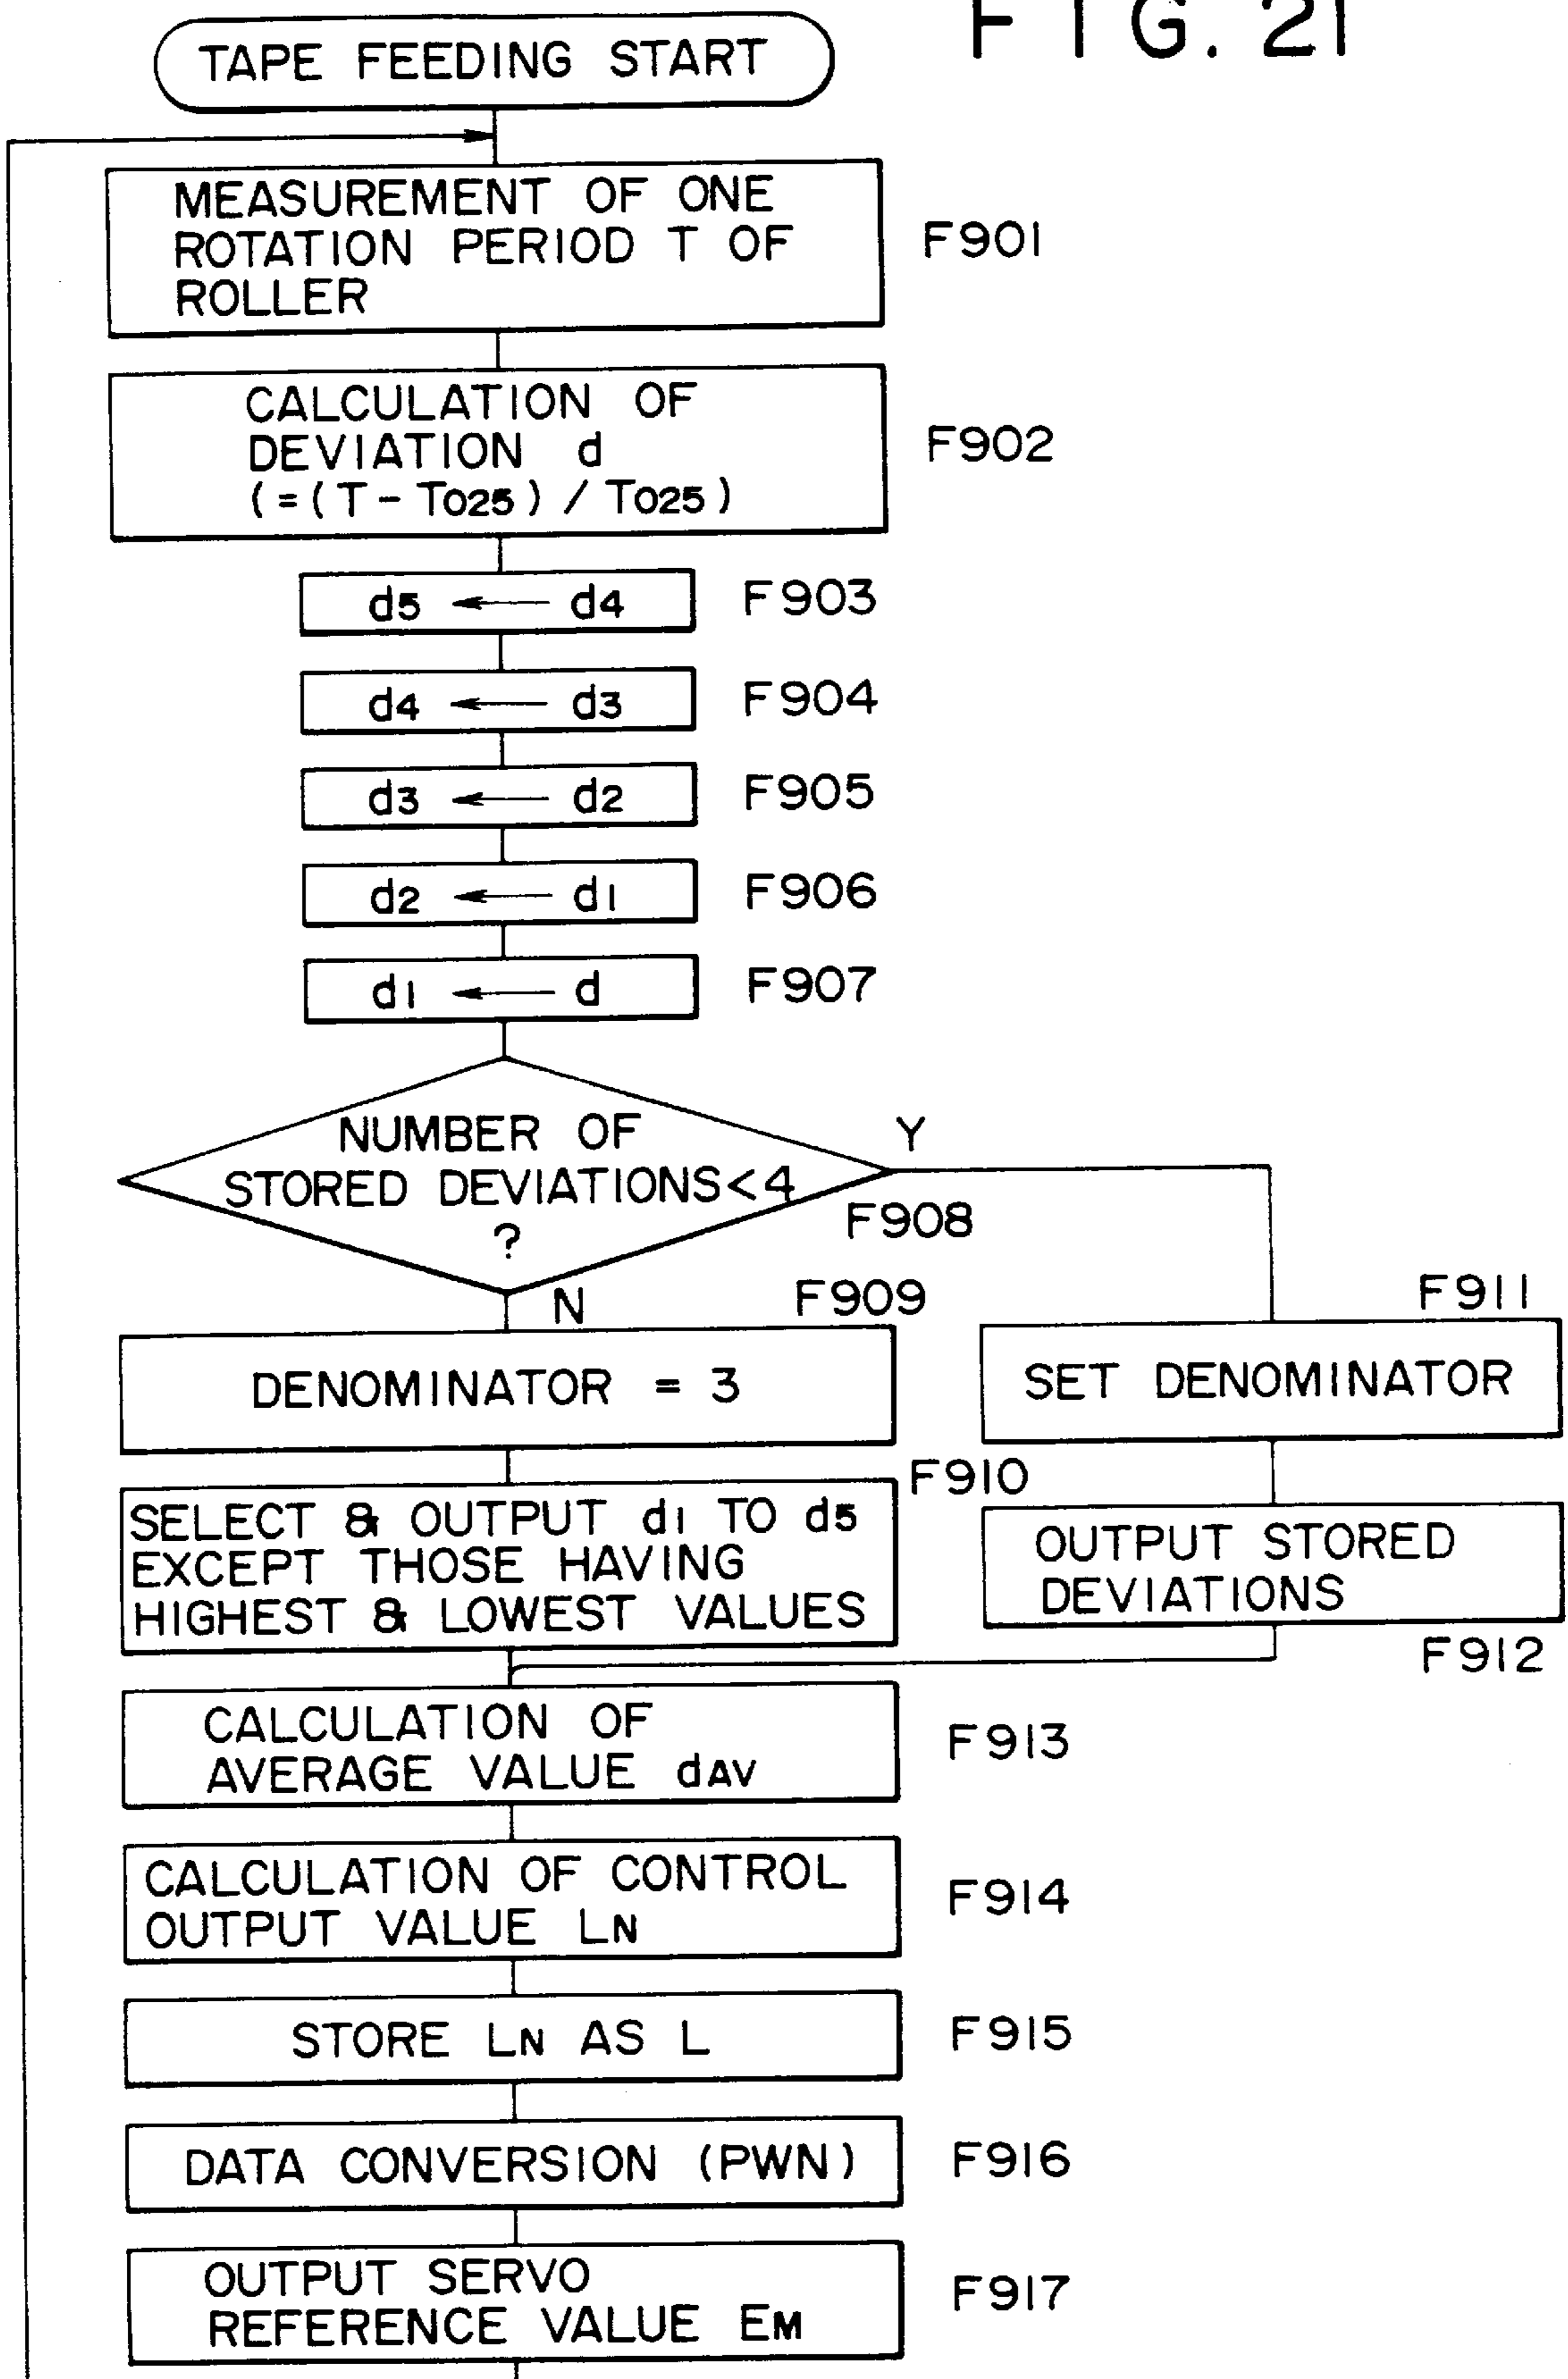 FIG. 21
TAPE FEEDING START
MEASUREMENT OF ONE
ROTATION PERIOD T OF
ROLLER
F901
CALCULATION OF
DEVIATION d
(=(T-T025)/T025)
F902
d5 ← d4
F903
d4 ← d3
F904
d3 ← d2
F905
d2 ← d1
F906
d1 ← d
F907
NUMBER OF
STORED DEVIATIONS<4
?
Y
F908
N
F909
DENOMINATOR = 3
F911
SET DENOMINATOR
F910
SELECT & OUTPUT d1 TO d5
EXCEPT THOSE HAVING
HIGHEST & LOWEST VALUES
OUTPUT STORED
DEVIATIONS
F912
CALCULATION OF
AVERAGE VALUE dAV
F913
CALCULATION OF CONTROL
OUTPUT VALUE LN
F914
STORE LN AS L
F915
DATA CONVERSION (PWN)
F916
OUTPUT SERVO
REFERENCE VALUE EM
F917